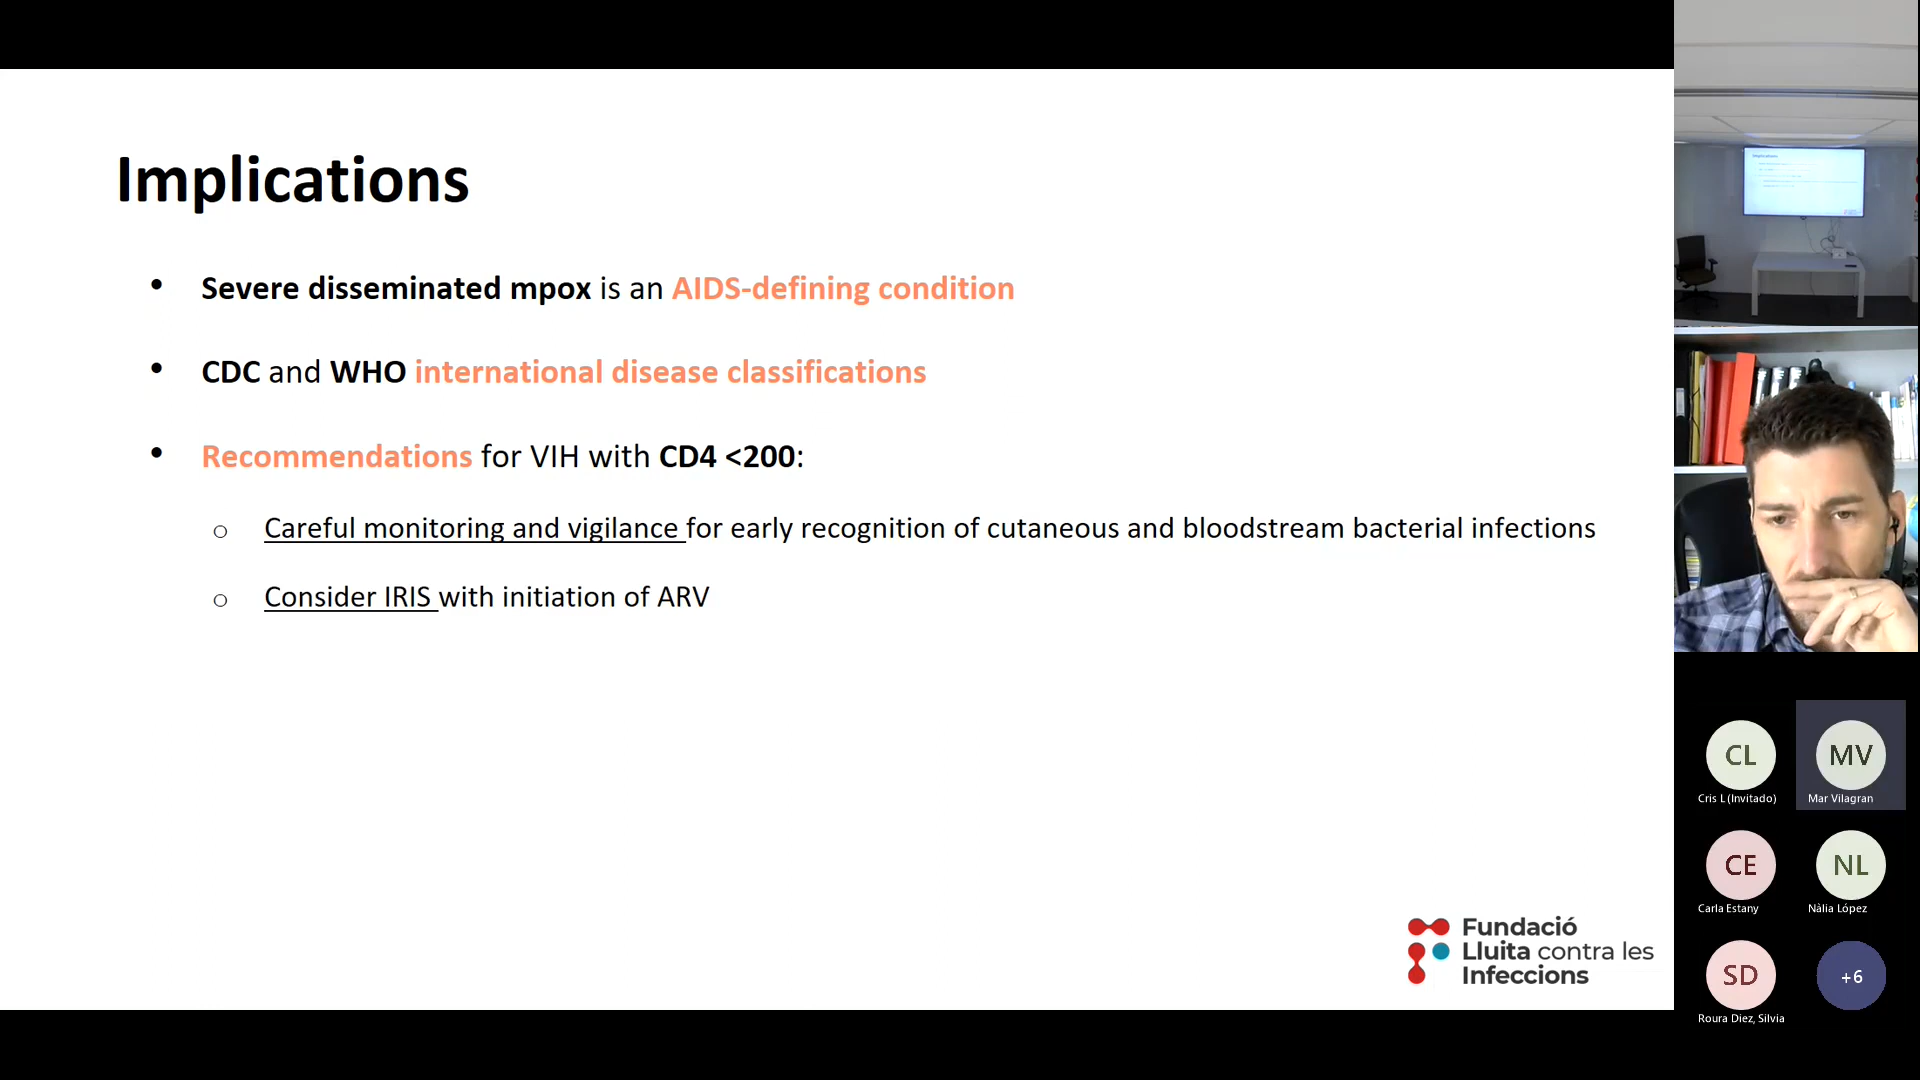 Implications
• Severe disseminated mpox is an AIDS-defining condition
• CDC and WHO international disease classifications
• Recommendations for VIH with CD4 <200:
o Careful monitoring and vigilance for early recognition of cutaneous and bloodstream bacterial infections
o Consider IRIS with initiation of ARV
Fundació
Lluita contra les
Infeccions
Implications
CL
Cris L (Invitado)
MV
Mar Vilagran
CE
Carla Estany
NL
Nàlia López
SD
Roura Diez, Silvia
+6